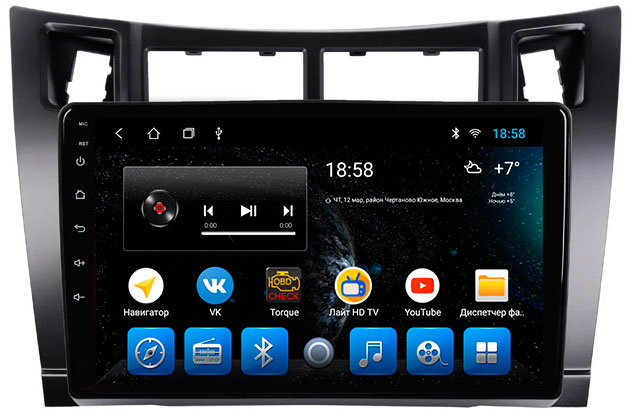 MIC
RST
18:58
18:58
+7°
ЧТ, 12 мар, район Чертаново Южное, Москва
Днём +8°
Ночью +5°
0:00
0:00
OBD
CHECK
Навигатор
VK
Torque
Лайт HD TV
YouTube
Диспетчер фа..